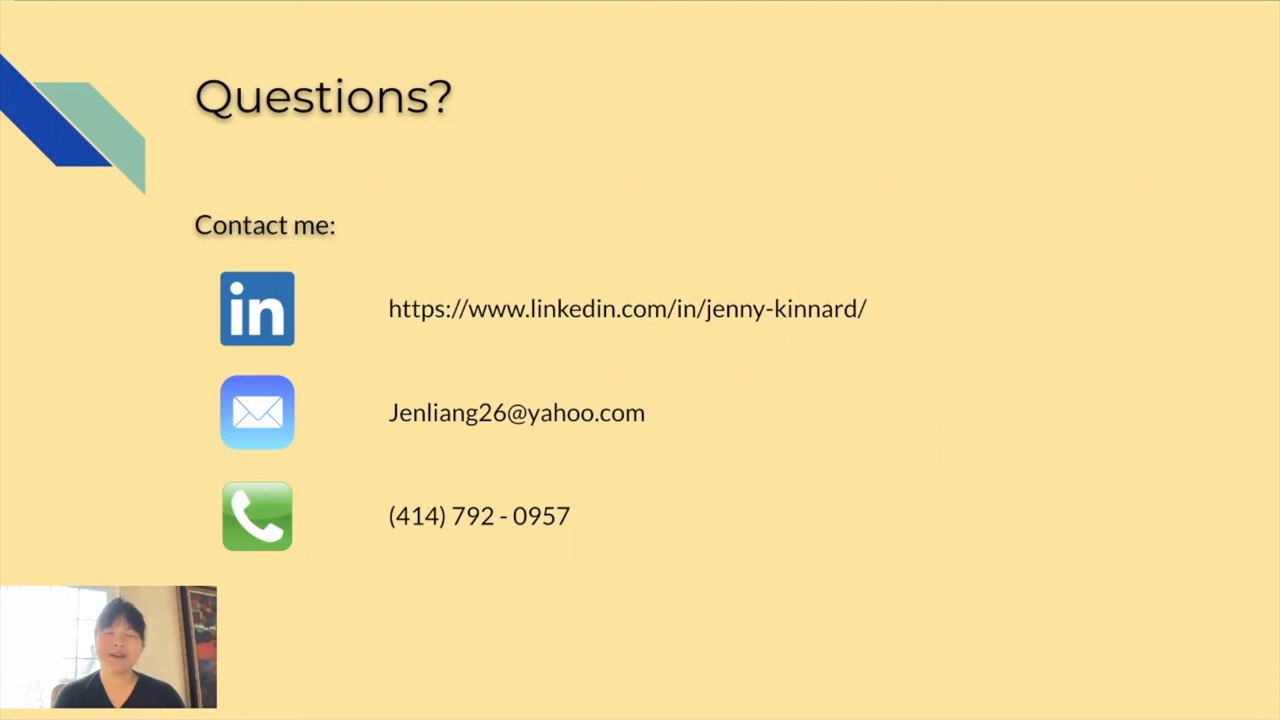 Questions?
Contact me:
in
https://www.linkedin.com/in/jenny-kinnard/
Jenliang26@yahoo.com
(414) 792 - 0957